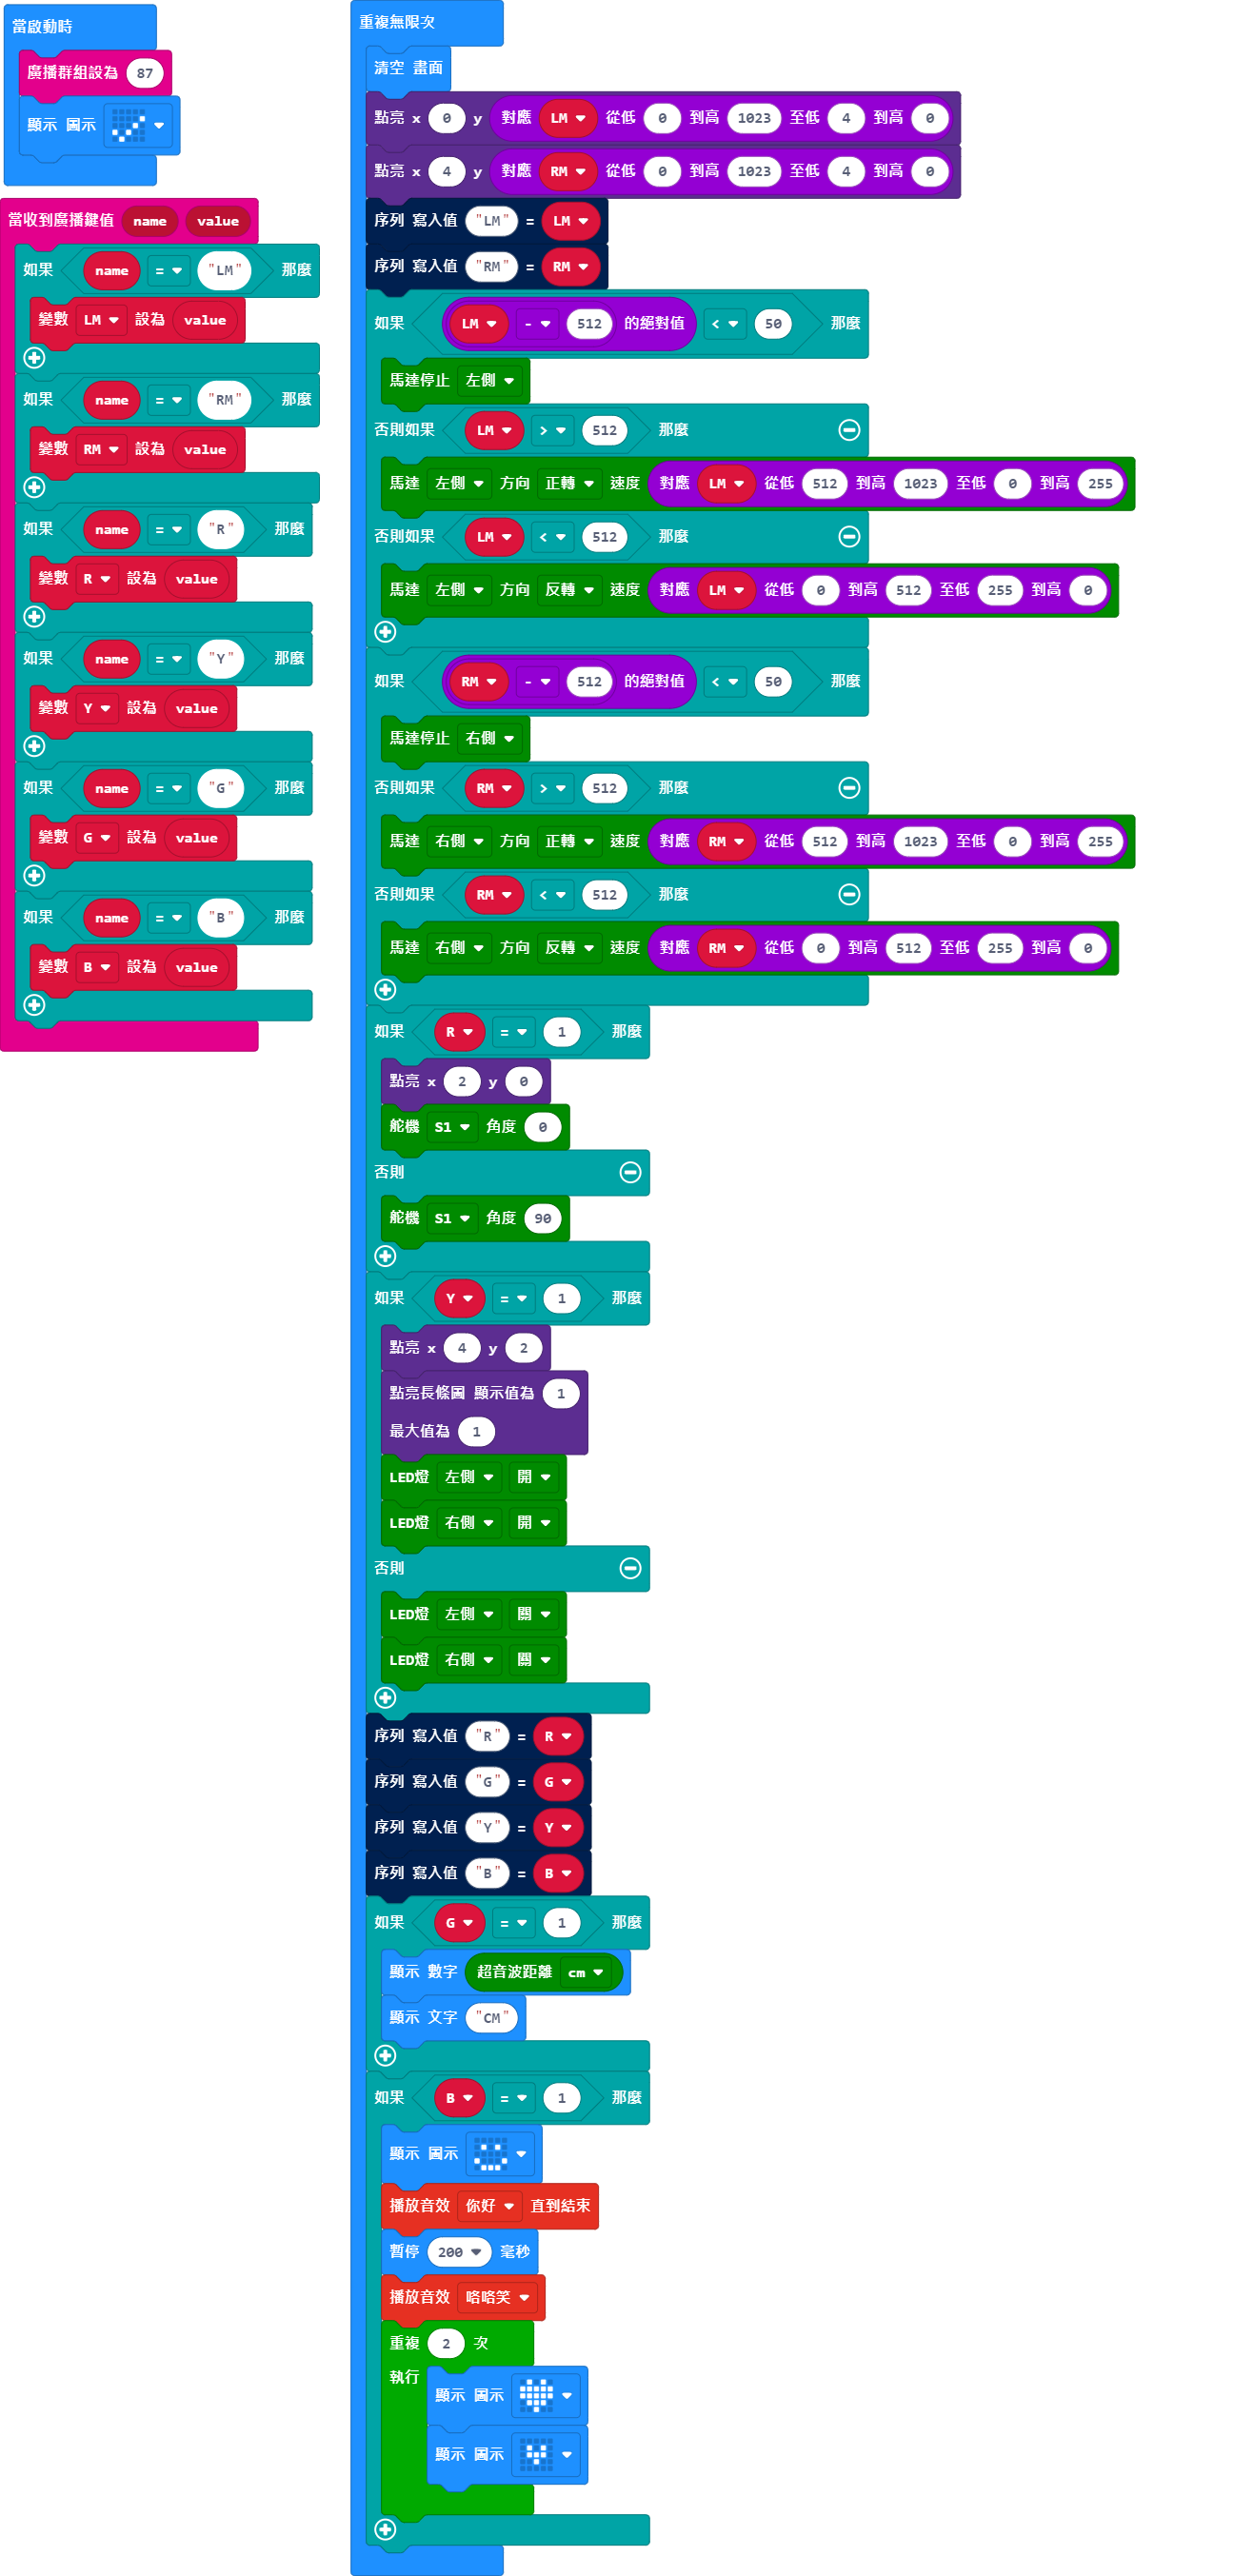 當啟動時
廣播群組設為 87
顯示 圖示
當收到廣播鍵值 name value
如果 name = "LM" 那麼
變數 LM 設為 value
如果 name = "RM" 那麼
變數 RM 設為 value
如果 name = "R" 那麼
變數 R 設為 value
如果 name = "Y" 那麼
變數 Y 設為 value
如果 name = "G" 那麼
變數 G 設為 value
如果 name = "B" 那麼
變數 B 設為 value
重複無限次
清空 畫面
點亮 x 0 y 對應 LM 從低 0 到高 1023 至低 4 到高 0
點亮 x 4 y 對應 RM 從低 0 到高 1023 至低 4 到高 0
序列 寫入值 "LM" = LM
序列 寫入值 "RM" = RM
如果 LM - 512 的絕對值 < 50 那麼
馬達停止 左側
否則如果 LM > 512 那麼
馬達 左側 方向 正轉 速度 對應 LM 從低 512 到高 1023 至低 0 到高 255
否則如果 LM < 512 那麼
馬達 左側 方向 反轉 速度 對應 LM 從低 0 到高 512 至低 255 到高 0
如果 RM - 512 的絕對值 < 50 那麼
馬達停止 右側
否則如果 RM > 512 那麼
馬達 右側 方向 正轉 速度 對應 RM 從低 512 到高 1023 至低 0 到高 255
否則如果 RM < 512 那麼
馬達 右側 方向 反轉 速度 對應 RM 從低 0 到高 512 至低 255 到高 0
如果 R = 1 那麼
點亮 x 2 y 0
舵機 S1 角度 0
否則
舵機 S1 角度 90
如果 Y = 1 那麼
點亮 x 4 y 2
點亮長條圖 顯示值為 1
最大值為 1
LED燈 左側 開
LED燈 右側 開
否則
LED燈 左側 關
LED燈 右側 關
序列 寫入值 "R" = R
序列 寫入值 "G" = G
序列 寫入值 "Y" = Y
序列 寫入值 "B" = B
如果 G = 1 那麼
顯示 數字 超音波距離 cm
顯示 文字 "CM"
如果 B = 1 那麼
顯示 圖示
播放音效 你好 直到結束
暫停 200 毫秒
播放音效 咯咯笑
重複 2 次
執行
顯示 圖示
顯示 圖示